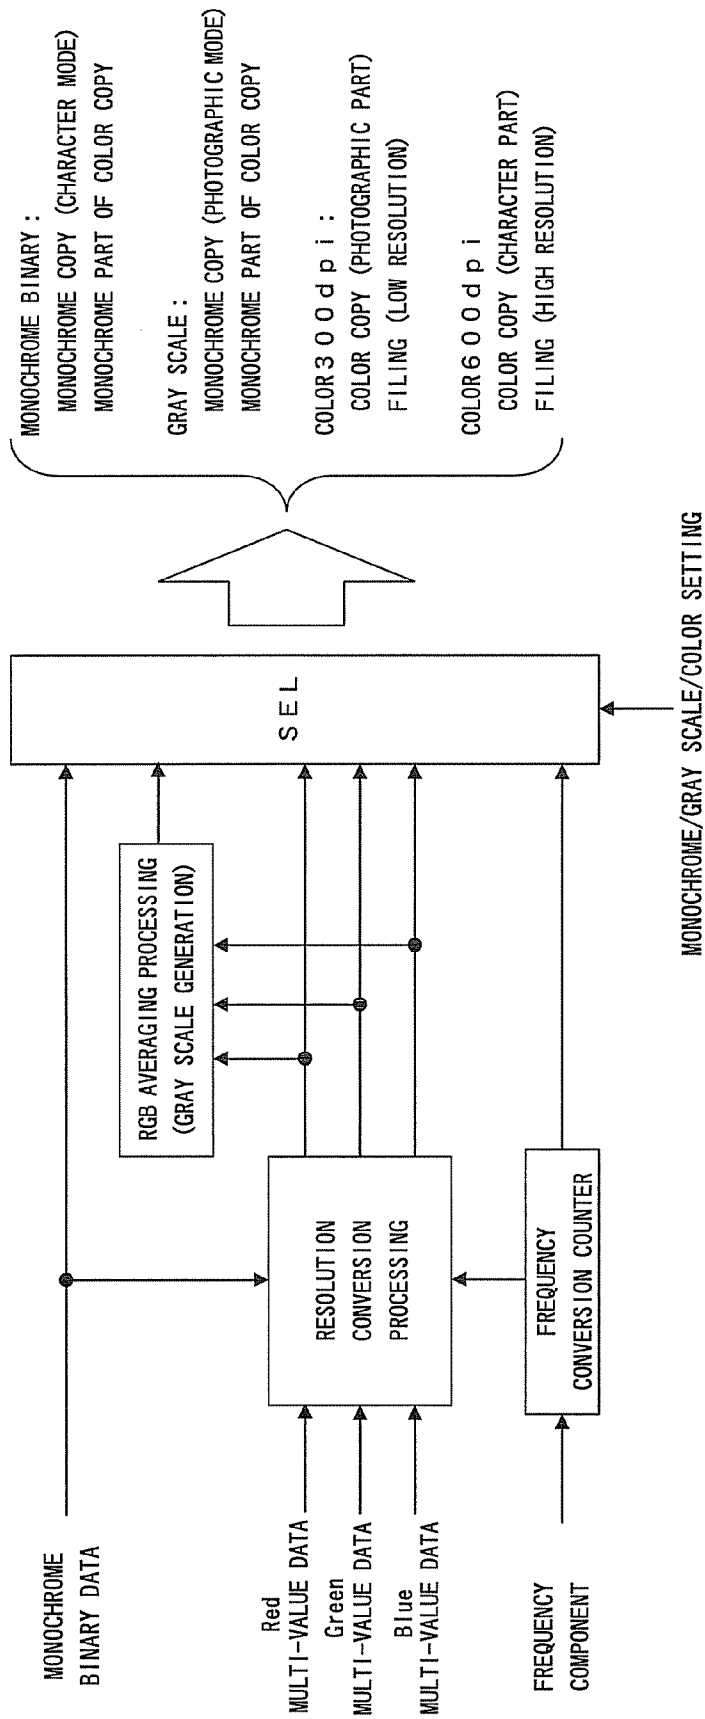 MONOCHROME
BINARY DATA
Red
MULTI-VALUE DATA
Green
MULTI-VALUE DATA
Blue
MULTI-VALUE DATA
FREQUENCY
COMPONENT
RESOLUTION
CONVERSION
PROCESSING
FREQUENCY
CONVERSION COUNTER
RGB AVERAGING PROCESSING
(GRAY SCALE GENERATION)
SEL
MONOCHROME/GRAY SCALE/COLOR SETTING
MONOCHROME BINARY:
MONOCHROME COPY (CHARACTER MODE)
MONOCHROME PART OF COLOR COPY
GRAY SCALE:
MONOCHROME COPY (PHOTOGRAPHIC MODE)
MONOCHROME PART OF COLOR COPY
COLOR300dpi:
COLOR COPY (PHOTOGRAPHIC PART)
FILING (LOW RESOLUTION)
COLOR600dpi
COLOR COPY (CHARACTER PART)
FILING (HIGH RESOLUTION)